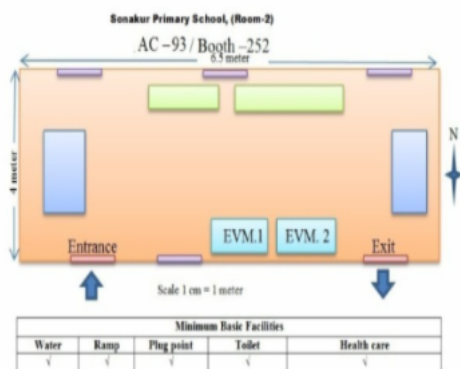 Sonakur Primary School, (Room-2)
AC –93 / Booth –252
6.5 meter
4 meter
N
EVM.1 EVM. 2
Entrance Exit
Scale 1 cm = 1 meter
Minimum Basic Facilities
Water Ramp Plug point Toilet Health care
√ √ √ √ √